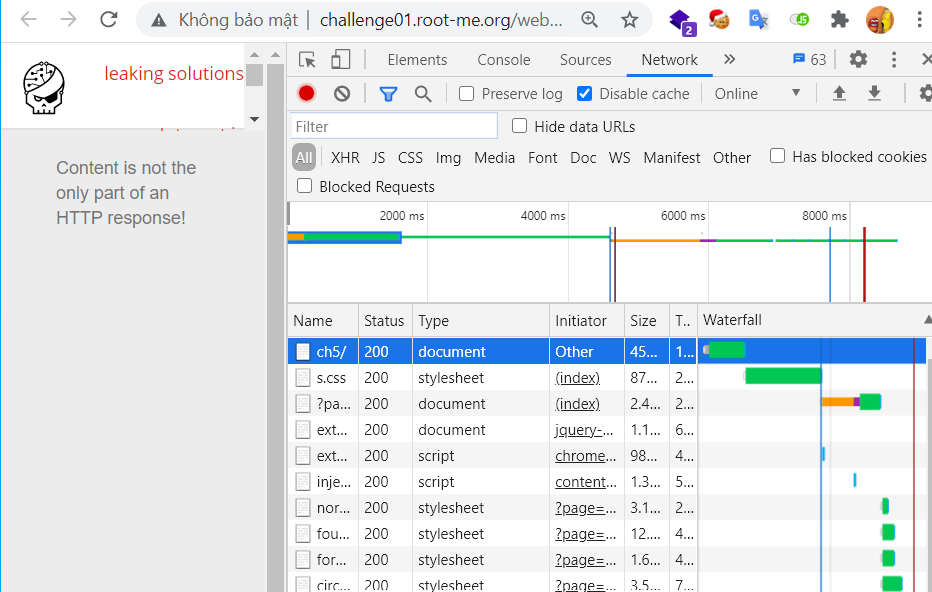 Không bảo mật | challenge01.root-me.org/web...
2
JS
leaking solutions
Content is not the
only part of an
HTTP response!
Elements Console Sources Network » 63
Preserve log Disable cache Online
Filter
Hide data URLs
All XHR JS CSS Img Media Font Doc WS Manifest Other Has blocked cookies
Blocked Requests
2000 ms 4000 ms 6000 ms 8000 ms
Name Status Type Initiator Size T.. Waterfall
ch5/ 200 document Other 45... 1...
s.css 200 stylesheet (index) 87... 2...
?pa... 200 document (index) 2.4... 2...
ext... 200 document jquery-... 1.1... 6...
ext... 200 script chrome... 98... 4...
inje... 200 script content... 1.3... 5...
nor... 200 stylesheet ?page=... 3.1... 2...
fou... 200 stylesheet ?page=... 12.... 4...
for... 200 stylesheet ?page=... 1.6... 4...
circ... 200 stylesheet ?page=... 3.5... 7...